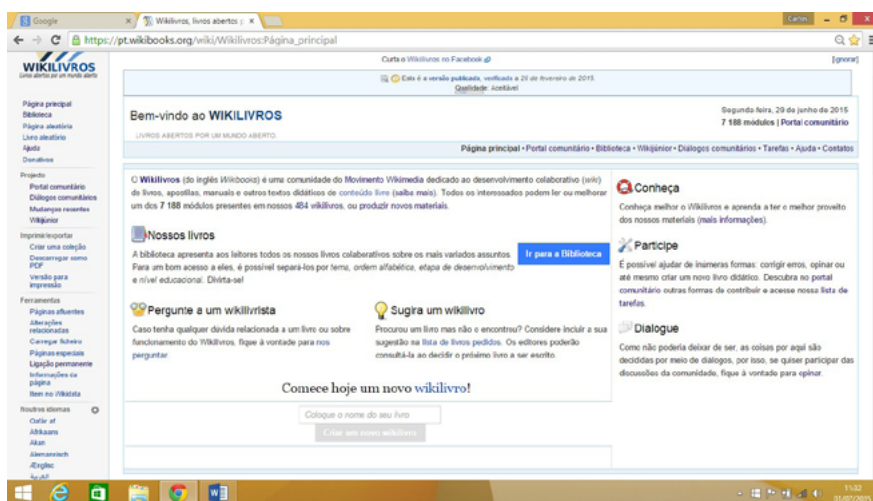 Google
Wikilivros, livros abertos p
Carlos
https://pt.wikibooks.org/wiki/Wikilivros:Página_principal
WIKILIVROS
Livros abertos por um mundo aberto
Curta o Wikilivros no Facebook
[ignorar]
Esta é a versão publicada, verificada a 26 de fevereiro de 2015.
Qualidade: Aceitável
Bem-vindo ao WIKILIVROS
LIVROS ABERTOS POR UM MUNDO ABERTO.
Segunda feira, 29 de junho de 2015
7 188 módulos | Portal comunitário
Página principal • Portal comunitário • Biblioteca • Wikijúnior • Diálogos comunitários • Tarefas • Ajuda • Contatos
Página principal
Biblioteca
Página aleatória
Livro aleatório
Ajuda
Donativos
Projeto
Portal comunitário
Diálogos comunitários
Mudanças recentes
Wikijúnior
Imprimir/exportar
Criar uma coleção
Descarregar como
PDF
Versão para
impressão
Ferramentas
Páginas afluentes
Alterações
relacionadas
Carregar ficheiro
Páginas especiais
Ligação permanente
Informações da
página
Item no Wikidata
Noutros idiomas
Qafár af
Afrikaans
Akan
Alemannisch
Ænglisc
O Wikilivros (do inglês Wikibooks) é uma comunidade do Movimento Wikimedia dedicado ao desenvolvimento colaborativo (wiki)
de livros, apostilas, manuais e outros textos didáticos de conteúdo livre (saiba mais). Todos os interessados podem ler ou melhorar
um dos 7 188 módulos presentes em nossos 484 wikilivros, ou produzir novos materiais.
Nossos livros
A biblioteca apresenta aos leitores todos os nossos livros colaborativos sobre os mais variados assuntos.
Para um bom acesso a eles, é possível separá-los por tema, ordem alfabética, etapa de desenvolvimento
e nível educacional. Divirta-se!
Ir para a Biblioteca
Pergunte a um wikilivrista
Caso tenha qualquer dúvida relacionada a um livro ou sobre
funcionamento do Wikilivros, fique à vontade para nos
perguntar.
Sugira um wikilivro
Procurou um livro mas não o encontrou? Considere incluir a sua
sugestão na lista de livros pedidos. Os editores poderão
consultá-la ao decidir o próximo livro a ser escrito.
Comece hoje um novo wikilivro!
Coloque o nome do seu livro
Criar um novo wikilivro
Conheça
Conheça melhor o Wikilivros e aprenda a ter o melhor proveito
dos nossos materiais (mais informações).
Participe
É possível ajudar de inúmeras formas: corrigir erros, opinar ou
até mesmo criar um novo livro didático. Descubra no portal
comunitário outras formas de contribuir e acesse nossa lista de
tarefas.
Dialogue
Como não poderia deixar de ser, as coisas por aqui são
decididas por meio de diálogos, por isso, se quiser participar das
discussões da comunidade, fique à vontade para opinar.
01/07/2015